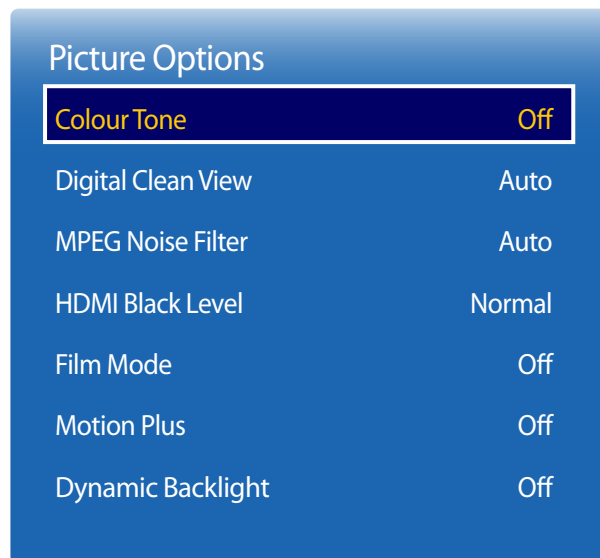 Picture Options
Colour Tone Off
Digital Clean View Auto
MPEG Noise Filter Auto
HDMI Black Level Normal
Film Mode Off
Motion Plus Off
Dynamic Backlight Off